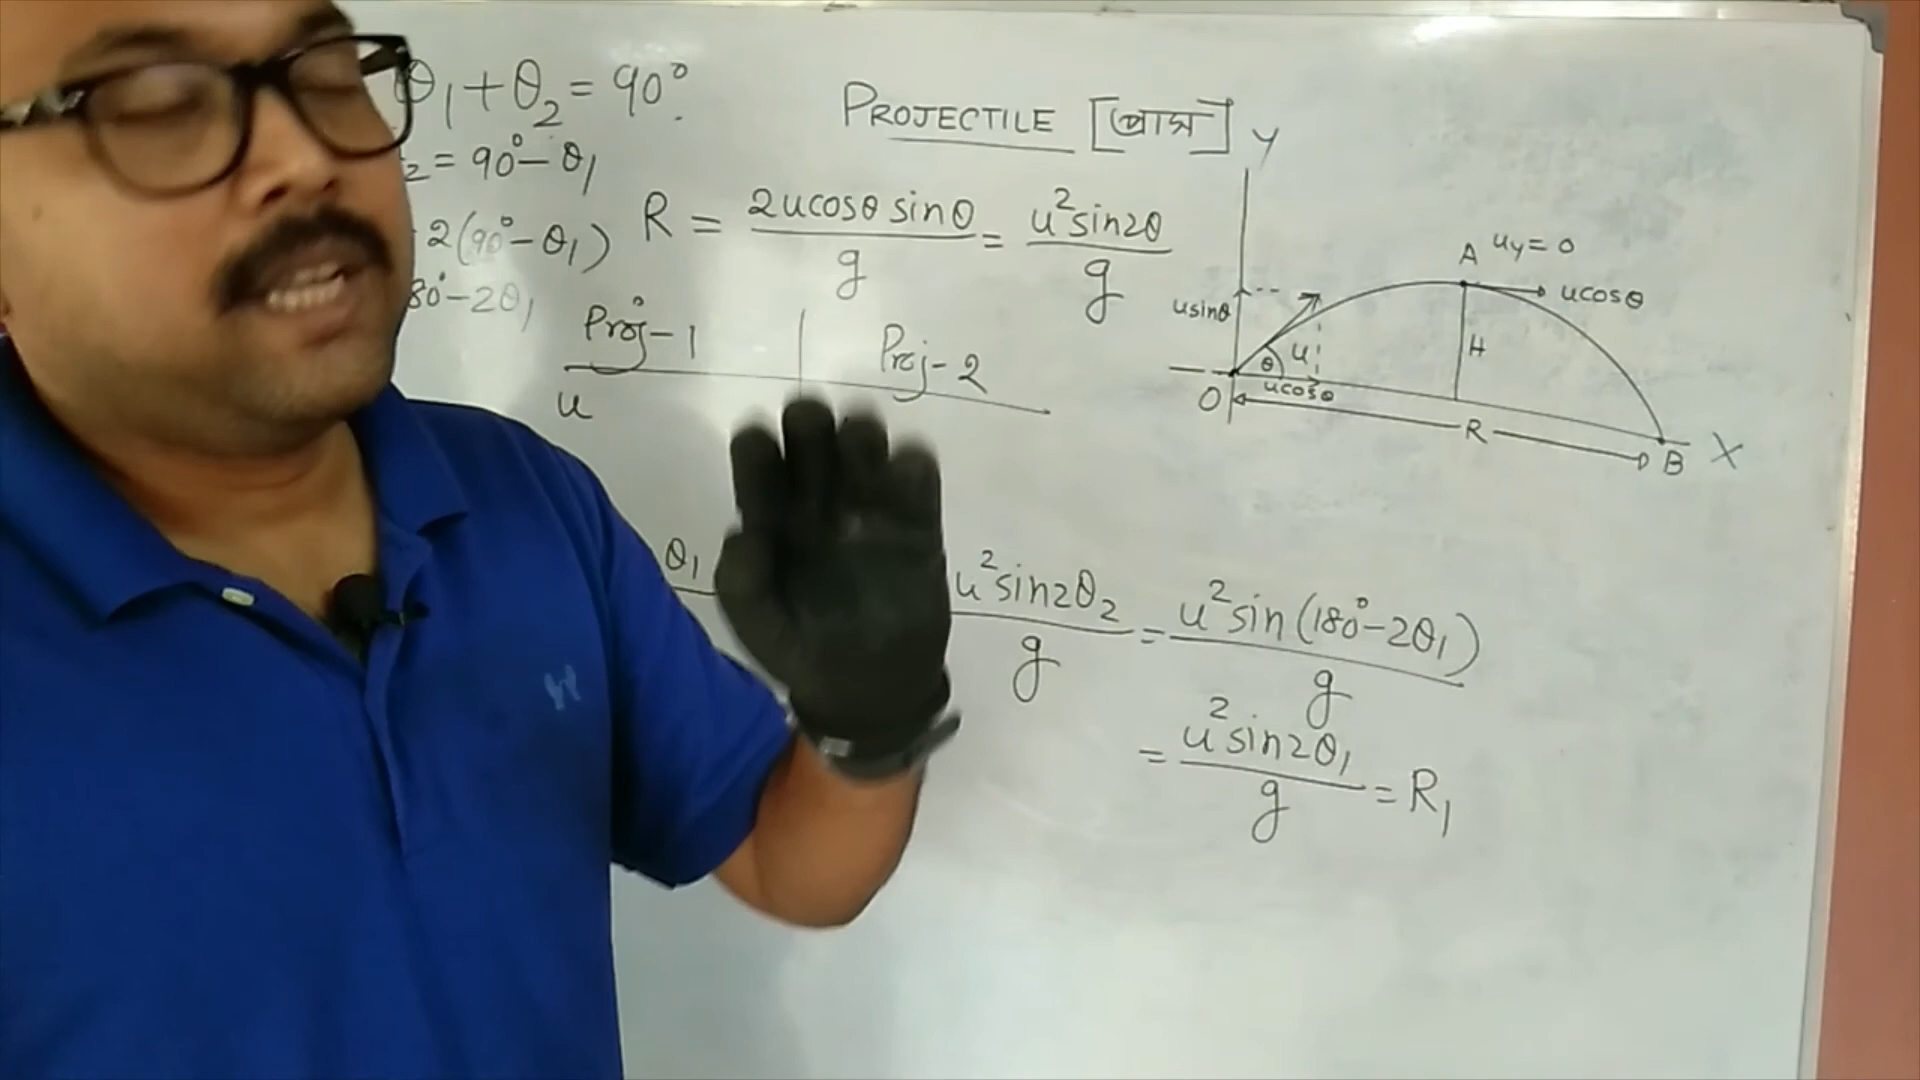 θ₁+θ₂=90°.
₂=90°-θ₁
2(90°-θ₁)
80°-2θ₁
PROJECTILE [প্রাস]
R = 2ucosθ sinθ / g = u²sin2θ / g
Proj-1
Proj-2
u
Y
A uy=0
ucosθ
usinθ
u
θ
H
ucosθ
O
R
B
X
θ₁
u²sin2θ₂ / g = u²sin(180°-2θ₁) / g
= u²sin2θ₁ / g = R₁